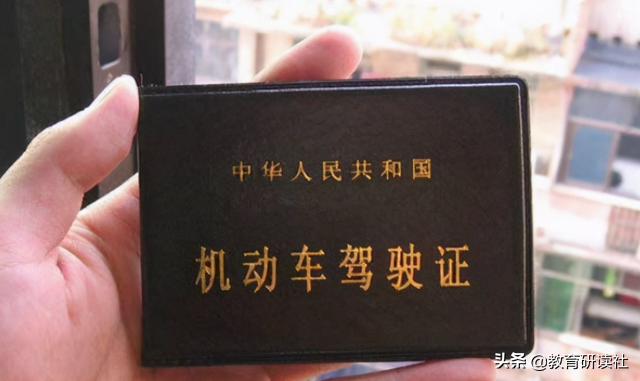 中华人民共和国
机动车驾驶证
头条 @教育研读社